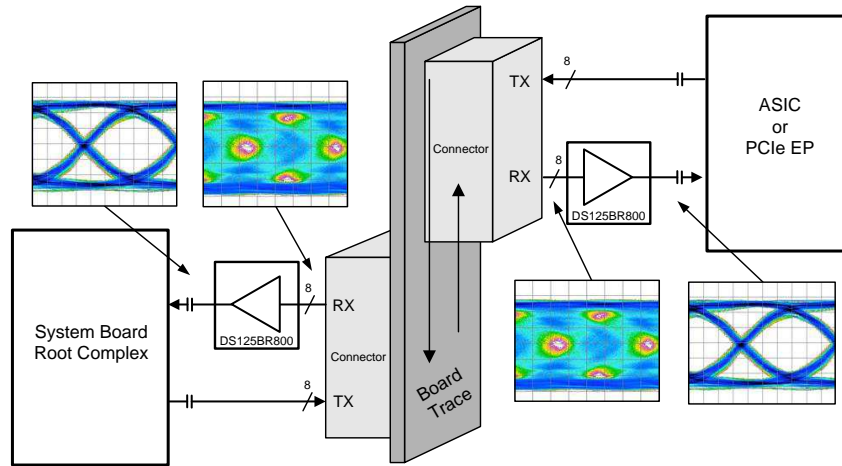 8
TX
ASIC
or
PCIe EP
Connector
8
RX
DS125BR800
8
RX
DS125BR800
System Board
Root Complex
Connector
8
TX
Board
Trace